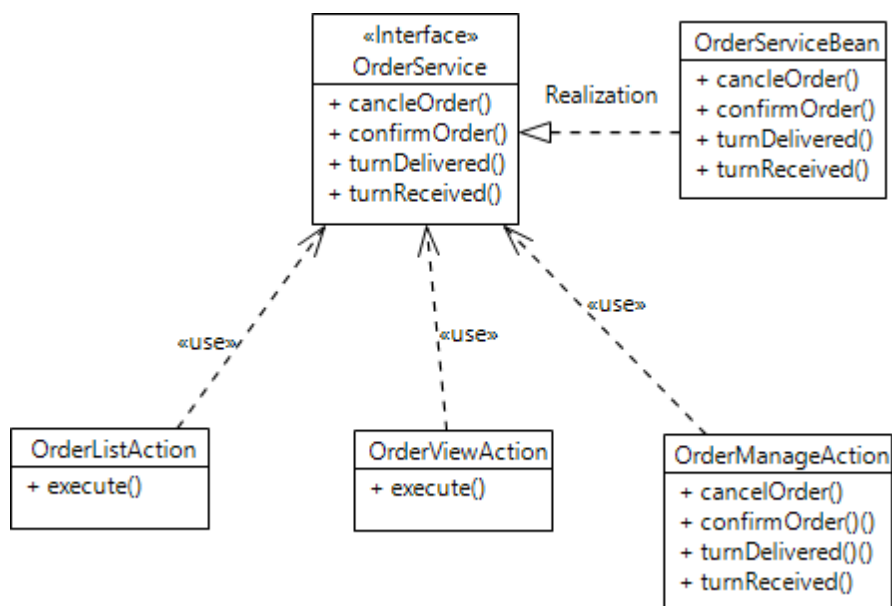 «Interface»
OrderService
+ cancleOrder()
+ confirmOrder()
+ turnDelivered()
+ turnReceived()
Realization
OrderServiceBean
+ cancleOrder()
+ confirmOrder()
+ turnDelivered()
+ turnReceived()
«use»
«use»
«use»
OrderListAction
+ execute()
OrderViewAction
+ execute()
OrderManageAction
+ cancelOrder()
+ confirmOrder()()
+ turnDelivered()()
+ turnReceived()